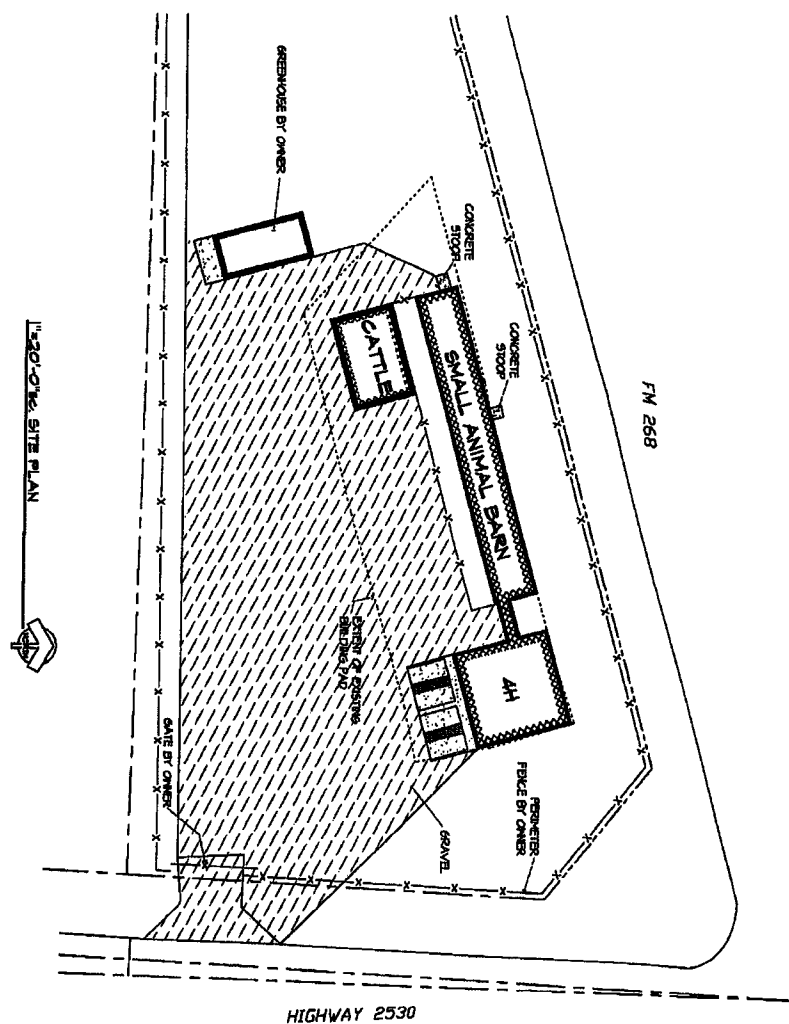 FM 268
GREENHOUSE BY OWNER
CONCRETE
STOOP
CONCRETE
STOOP
CATTLE
SMALL ANIMAL BARN
4H
EXTENT OF EXISTING
BUILDING PAD
PERIMETER
FENCE BY OWNER
GRAVEL
GATE BY OWNER
HIGHWAY 2530
1"=20'-0"sc. SITE PLAN